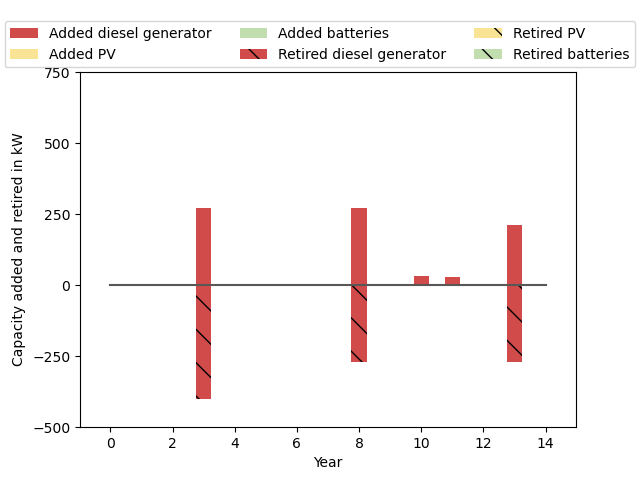 Added diesel generator
Added PV
Added batteries
Retired diesel generator
Retired PV
Retired batteries
750
500
250
0
−250
−500
Capacity added and retired in kW
0 2 4 6 8 10 12 14
Year